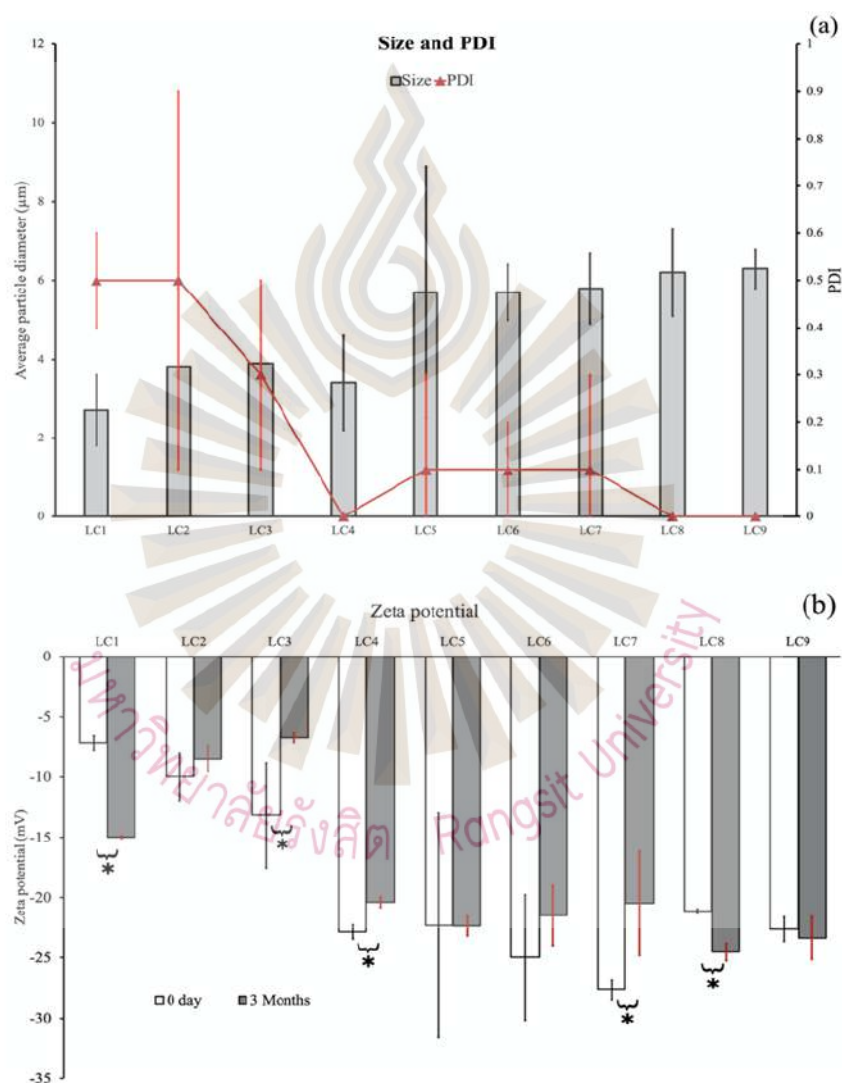 (a)
Size and PDI
Size PDI
12
10
8
6
4
2
0
Average particle diameter (μm)
1
0.9
0.8
0.7
0.6
0.5
0.4
0.3
0.2
0.1
0
PDI
LC1 LC2 LC3 LC4 LC5 LC6 LC7 LC8 LC9
(b)
Zeta potential
LC1 LC2 LC3 LC4 LC5 LC6 LC7 LC8 LC9
0
-5
-10
-15
-20
-25
-30
-35
Zeta potential (mV)
* * * * *
0 day 3 Months
มหาวิทยาลัยรังสิต Rangsit University